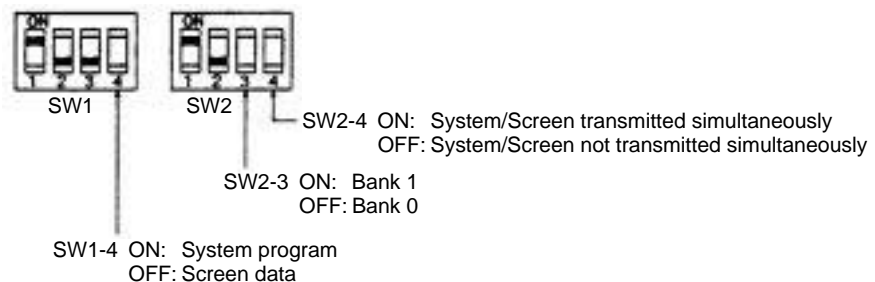 ON ON
1 2 3 4 1 2 3 4
SW1 SW2
SW2-4 ON: System/Screen transmitted simultaneously
OFF: System/Screen not transmitted simultaneously
SW2-3 ON: Bank 1
OFF: Bank 0
SW1-4 ON: System program
OFF: Screen data